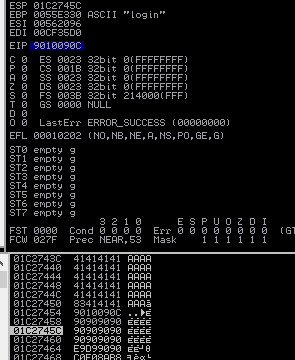 ESP 01C2745C
EBP 0055E330 ASCII "login"
ESI 00562096
EDI 00CF35D0
EIP 9010090C
C 0 ES 0023 32bit 0(FFFFFFFF)
P 0 CS 001B 32bit 0(FFFFFFFF)
A 0 SS 0023 32bit 0(FFFFFFFF)
Z 0 DS 0023 32bit 0(FFFFFFFF)
S 0 FS 003B 32bit 214000(FFF)
T 0 GS 0000 NULL
D 0
O 0 LastErr ERROR_SUCCESS (00000000)
EFL 00010202 (NO,NB,NE,A,NS,PO,GE,G)
ST0 empty g
ST1 empty g
ST2 empty g
ST3 empty g
ST4 empty g
ST5 empty g
ST6 empty g
ST7 empty g
3 2 1 0 E S P U O Z D I
FST 0000 Cond 0 0 0 0 Err 0 0 0 0 0 0 0 0 (GT
FCW 027F Prec NEAR,53 Mask 1 1 1 1 1 1
01C2743C 41414141 AAAA
01C27440 41414141 AAAA
01C27444 41414141 AAAA
01C27448 41414141 AAAA
01C2744C 41414141 AAAA
01C27450 83414141 AAAâ
01C27454 9010090C
01C27458 90909090 ÉÉÉÉ
01C2745C 90909090 ÉÉÉÉ
01C27460 90909090 ÉÉÉÉ
01C27464 E9D99090
01C27468 C0E08AB8